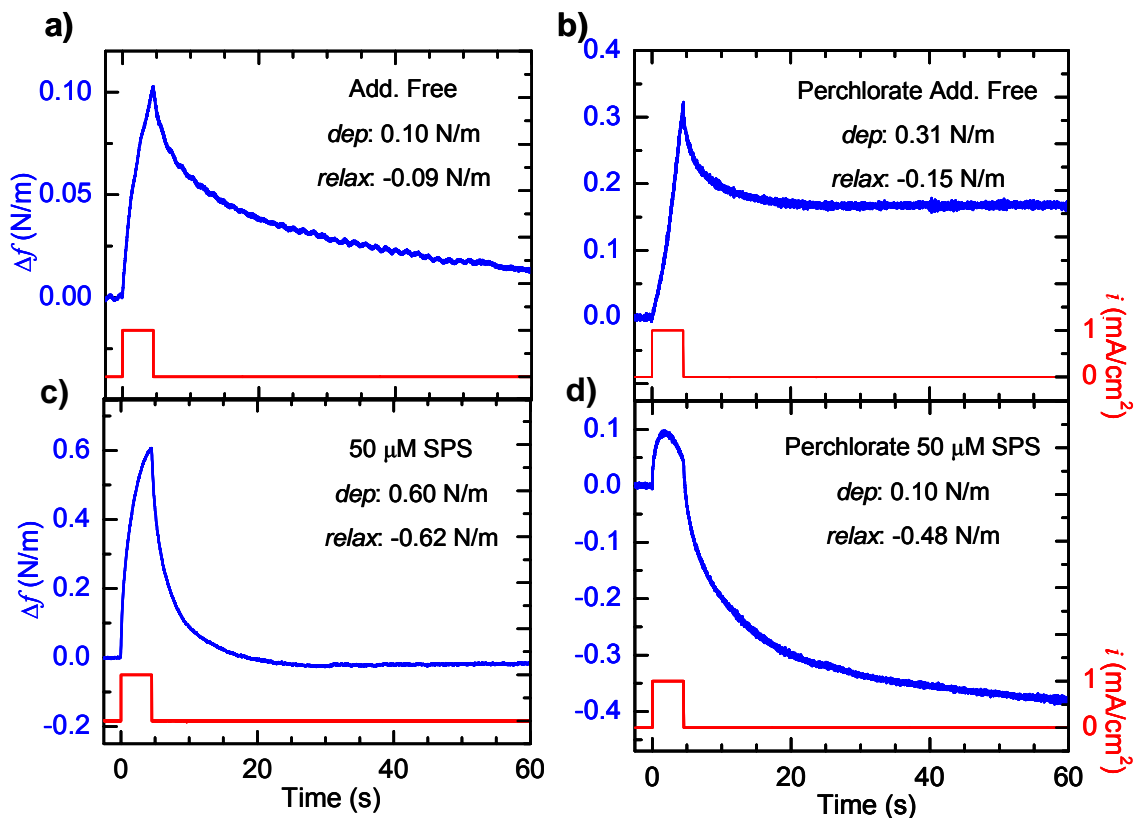 a)
Add. Free
dep: 0.10 N/m
relax: -0.09 N/m
0.10
0.05
0.00
Δf (N/m)
b)
Perchlorate Add. Free
dep: 0.31 N/m
relax: -0.15 N/m
0.4
0.3
0.2
0.1
0.0
1
0
i (mA/cm²)
c)
50 μM SPS
dep: 0.60 N/m
relax: -0.62 N/m
0.6
0.4
0.2
0.0
-0.2
Δf (N/m)
0 20 40 60
Time (s)
d)
Perchlorate 50 μM SPS
dep: 0.10 N/m
relax: -0.48 N/m
0.1
0.0
-0.1
-0.2
-0.3
-0.4
1
0
i (mA/cm²)
0 20 40 60
Time (s)